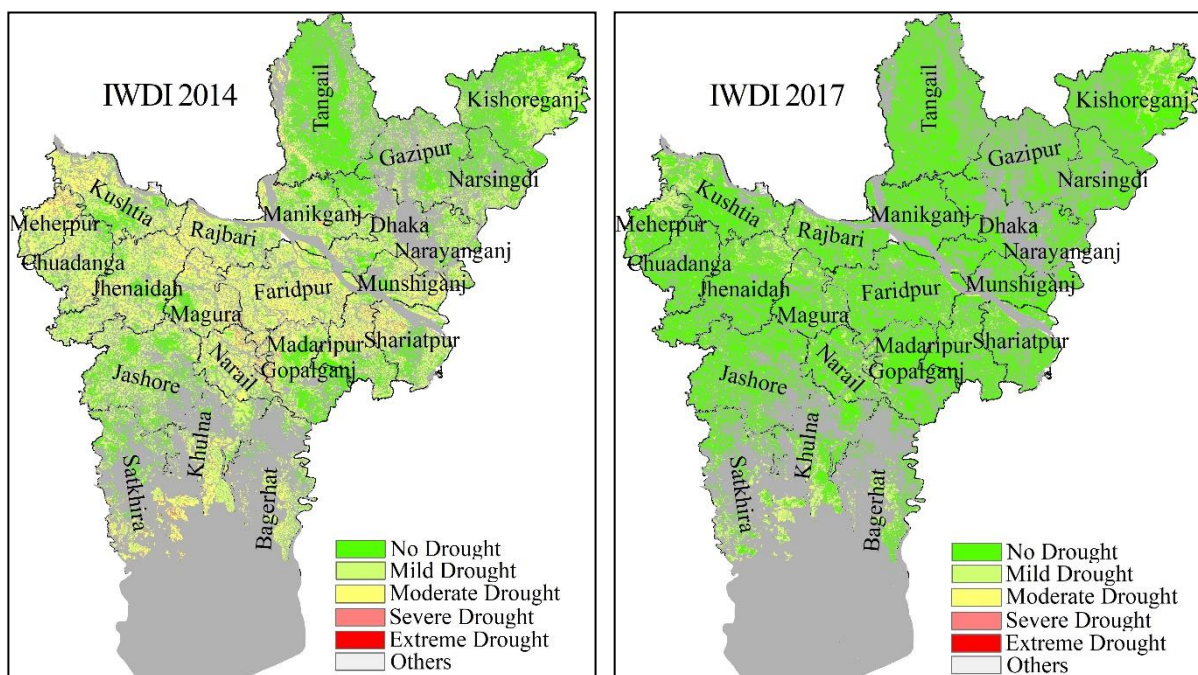 IWDI 2014
Tangail
Kishoreganj
Gazipur
Narsingdi
Kushtia
Meherpur
Manikganj
Dhaka
Rajbari
Narayanganj
Chuadanga
Jhenaidah
Faridpur
Munshiganj
Magura
Madaripur
Shariatpur
Narail
Gopalganj
Jashore
Khulna
Satkhira
Bagerhat
No Drought
Mild Drought
Moderate Drought
Severe Drought
Extreme Drought
Others
IWDI 2017
Tangail
Kishoreganj
Gazipur
Narsingdi
Kushtia
Meherpur
Manikganj
Dhaka
Rajbari
Narayanganj
Chuadanga
Jhenaidah
Faridpur
Munshiganj
Magura
Madaripur
Shariatpur
Narail
Gopalganj
Jashore
Khulna
Satkhira
Bagerhat
No Drought
Mild Drought
Moderate Drought
Severe Drought
Extreme Drought
Others